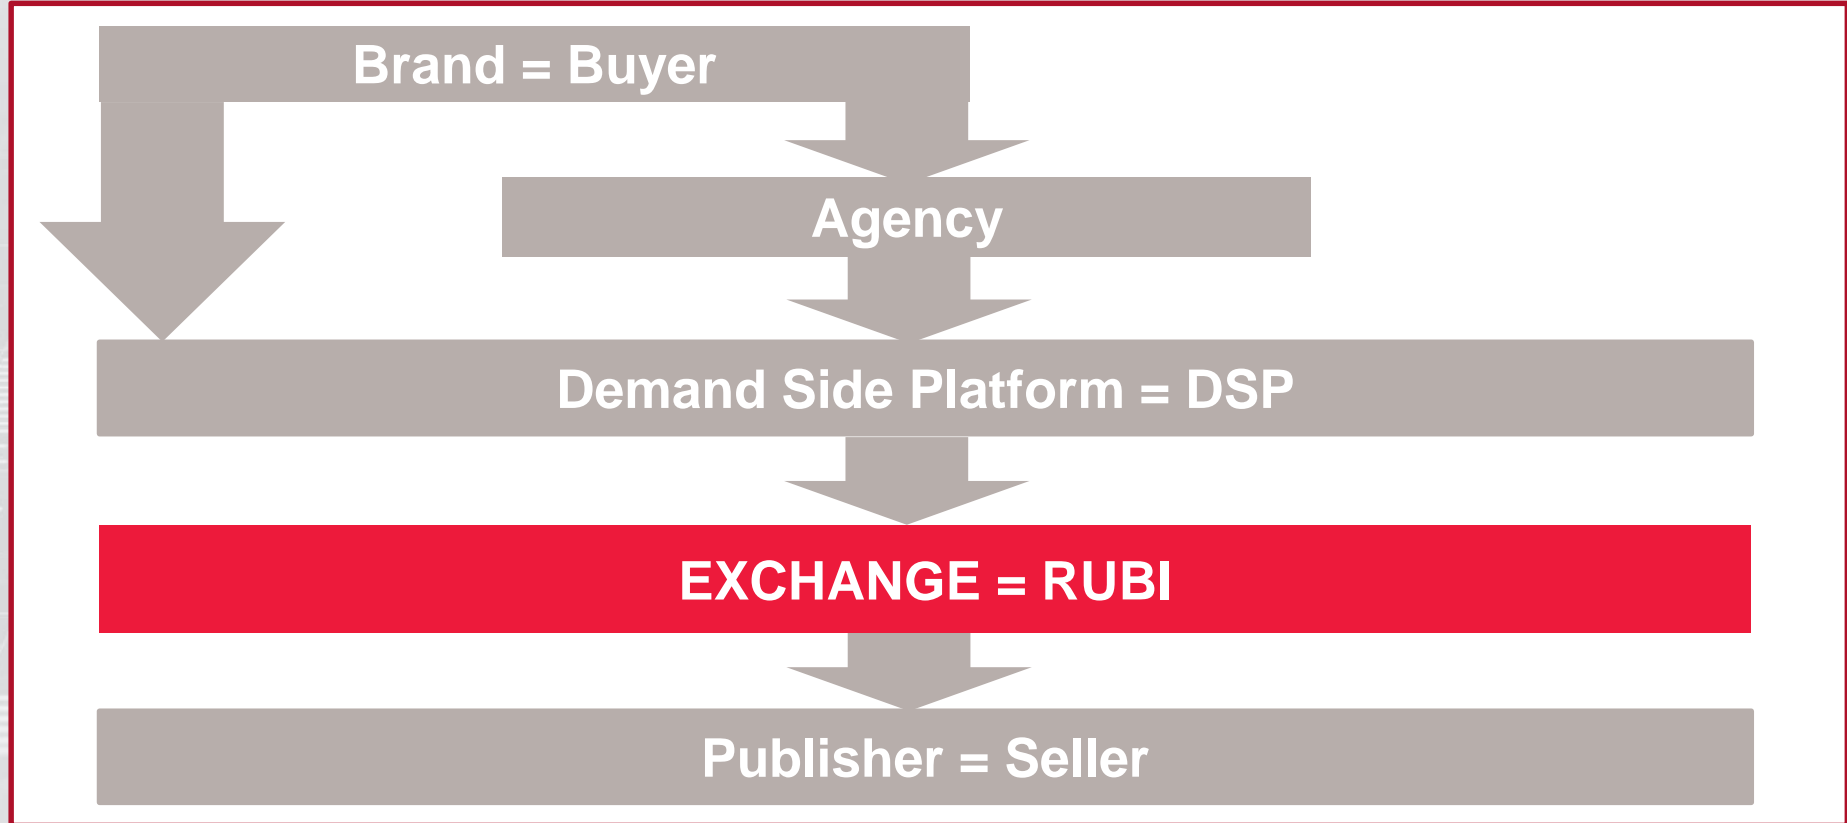 Brand = Buyer
Agency
Demand Side Platform = DSP
EXCHANGE = RUBI
Publisher = Seller